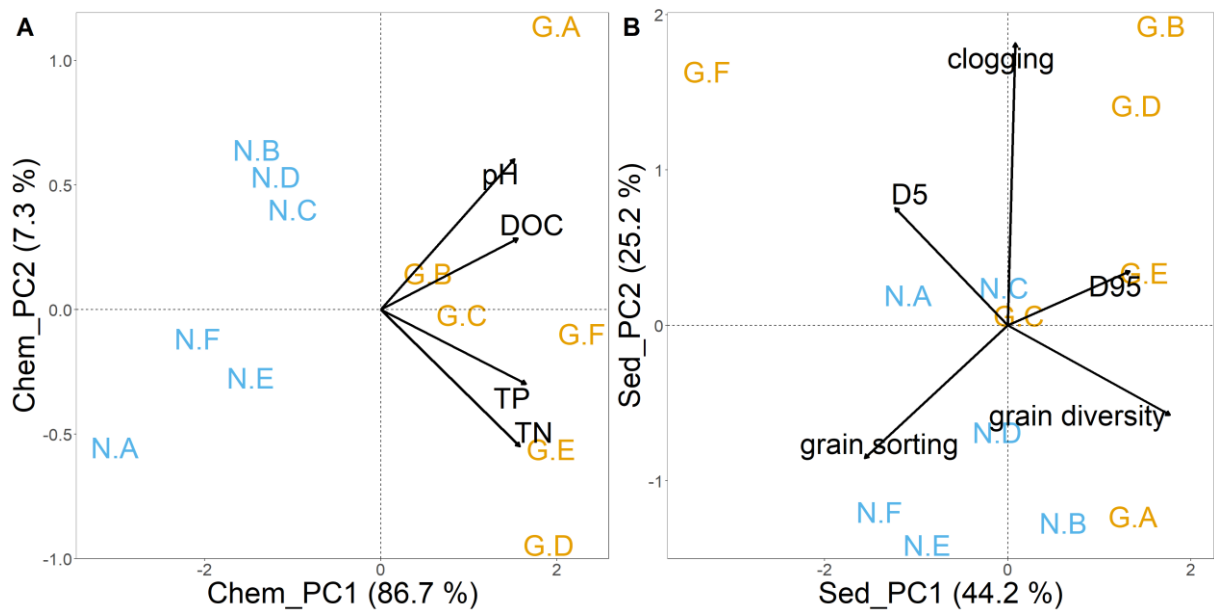 A
Chem_PC2 (7.3 %)
1.0
0.5
0.0
-0.5
-1.0
G.A
N.B
N.D
N.C
pH
DOC
G.B
G.C
G.F
N.F
N.E
TP
TN
G.E
N.A
G.D
-2
0
2
Chem_PC1 (86.7 %)
B
Sed_PC2 (25.2 %)
2
1
0
-1
G.B
clogging
G.F
G.D
D5
G.E
N.C
D95
N.A
G.C
grain diversity
N.D
grain sorting
N.F
G.A
N.B
N.E
-2
0
2
Sed_PC1 (44.2 %)